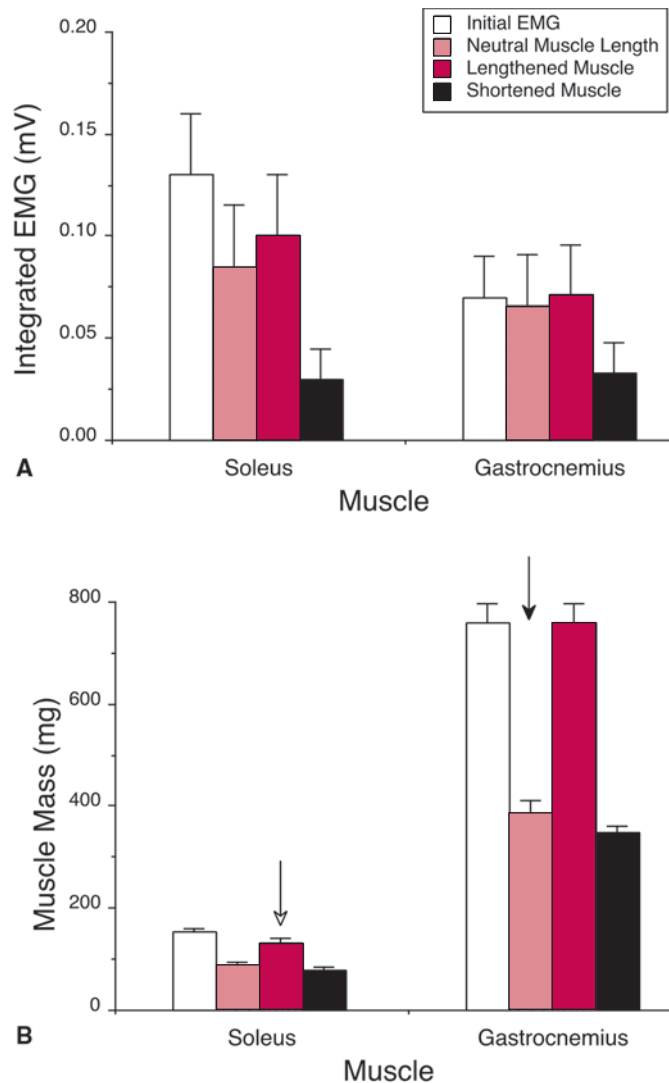 Initial EMG
Neutral Muscle Length
Lengthened Muscle
Shortened Muscle
Integrated EMG (mV)
0.20
0.15
0.10
0.05
0.00
Soleus
Gastrocnemius
A
Muscle
Muscle Mass (mg)
800
600
400
200
0
Soleus
Gastrocnemius
B
Muscle